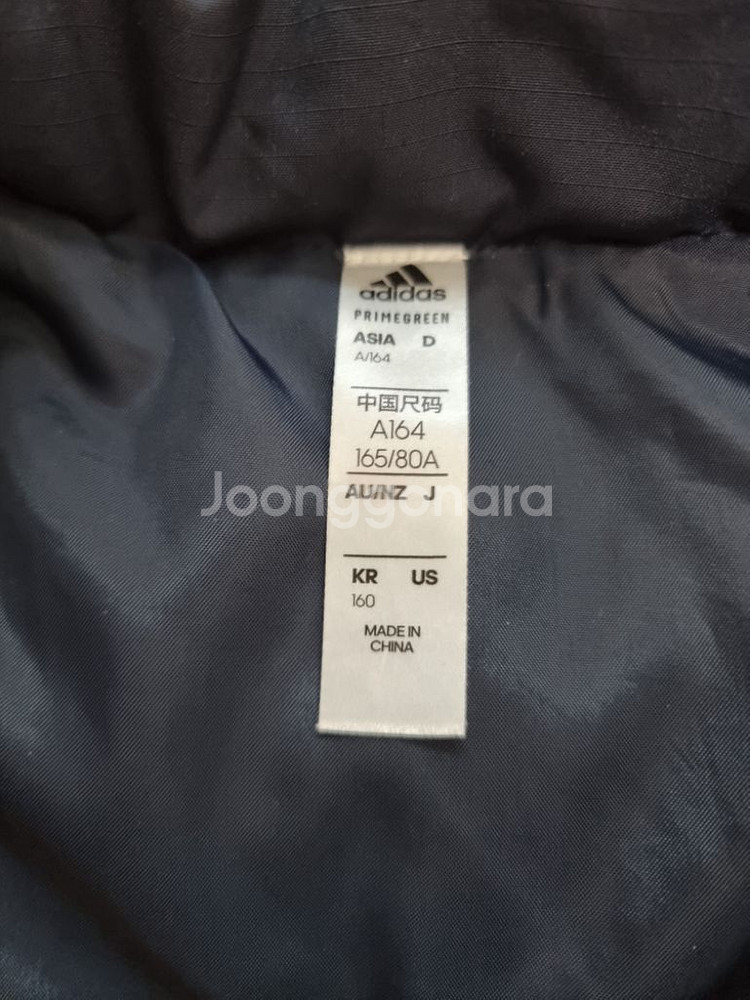 adidas
PRIMEGREEN
ASIA D
A/164
中国尺码
A164
165/80A
AU/NZ J
Joonggonara
KR US
160
MADE IN
CHINA